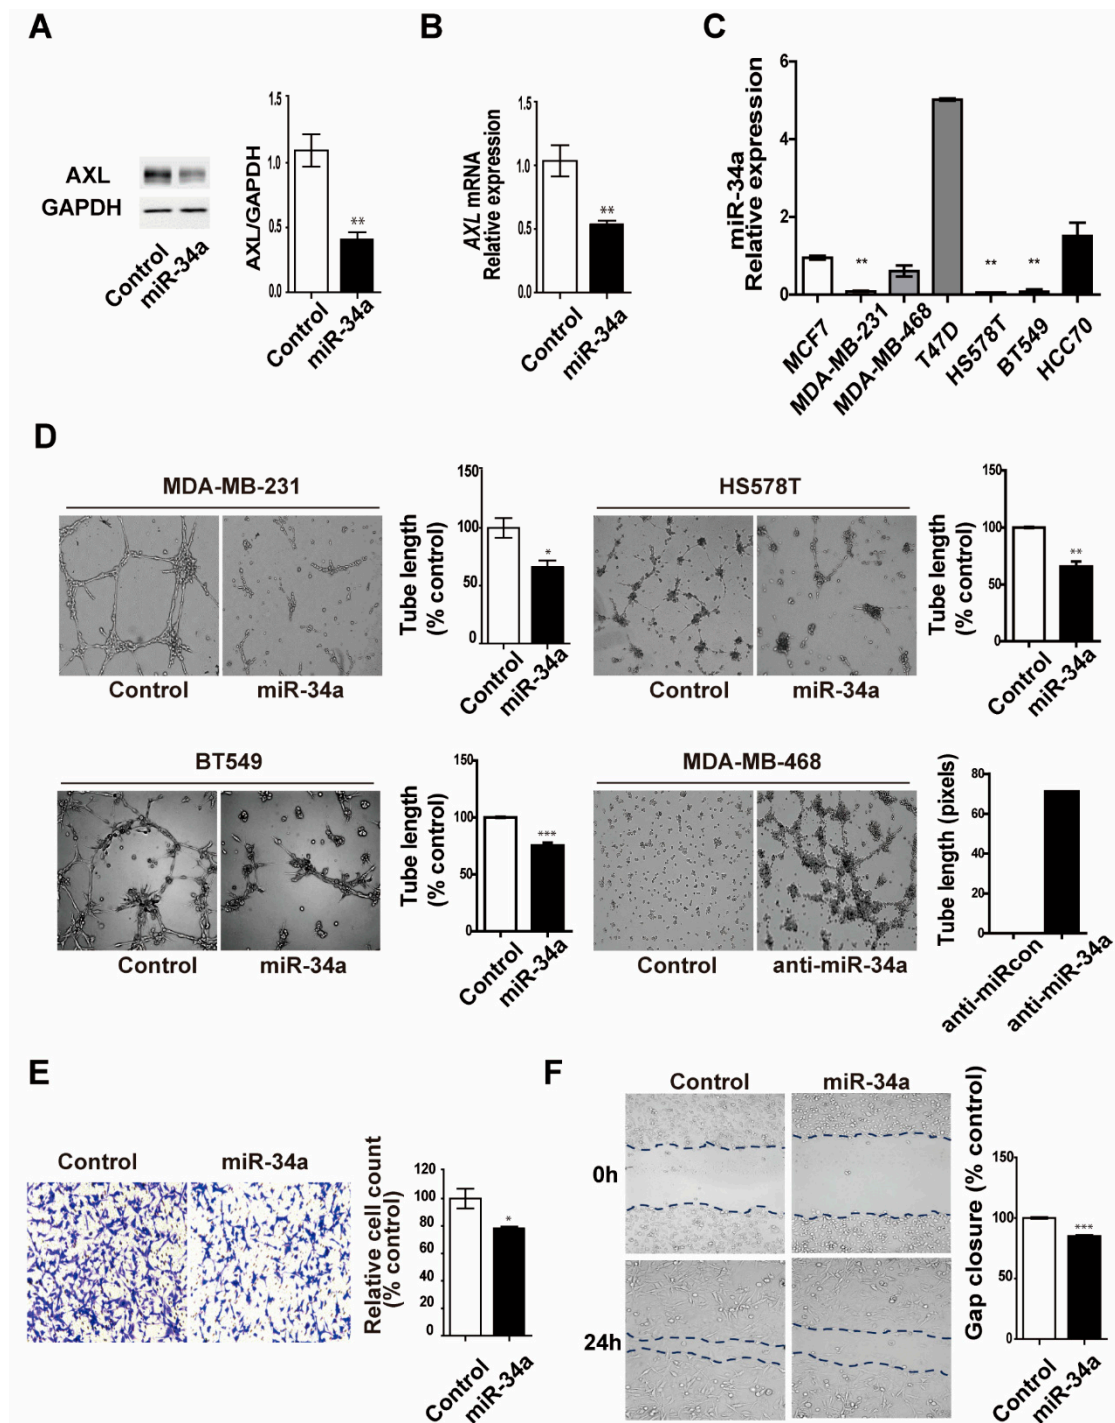 A
AXL
GAPDH
Control
miR-34a
AXL/GAPDH
1.5
1.0
0.5
0.0
**
Control
miR-34a
B
AXL mRNA
Relative expression
1.5
1.0
0.5
0.0
**
Control
miR-34a
C
miR-34a
Relative expression
6
4
2
0
**
**
**
MCF7
MDA-MB-231
MDA-MB-468
T47D
HS578T
BT549
HCC70
D
MDA-MB-231
Control
miR-34a
Tube length
(% control)
150
100
50
0
*
Control
miR-34a
HS578T
Control
miR-34a
Tube length
(% control)
150
100
50
0
**
Control
miR-34a
BT549
Control
miR-34a
Tube length
(% control)
150
100
50
0
***
Control
miR-34a
MDA-MB-468
Control
anti-miR-34a
Tube length (pixels)
80
60
40
20
0
anti-miRcon
anti-miR-34a
E
Control
miR-34a
Relative cell count
(% control)
120
100
80
60
40
20
0
*
Control
miR-34a
F
Control
miR-34a
0h
24h
Gap closure (% control)
150
100
50
0
***
Control
miR-34a